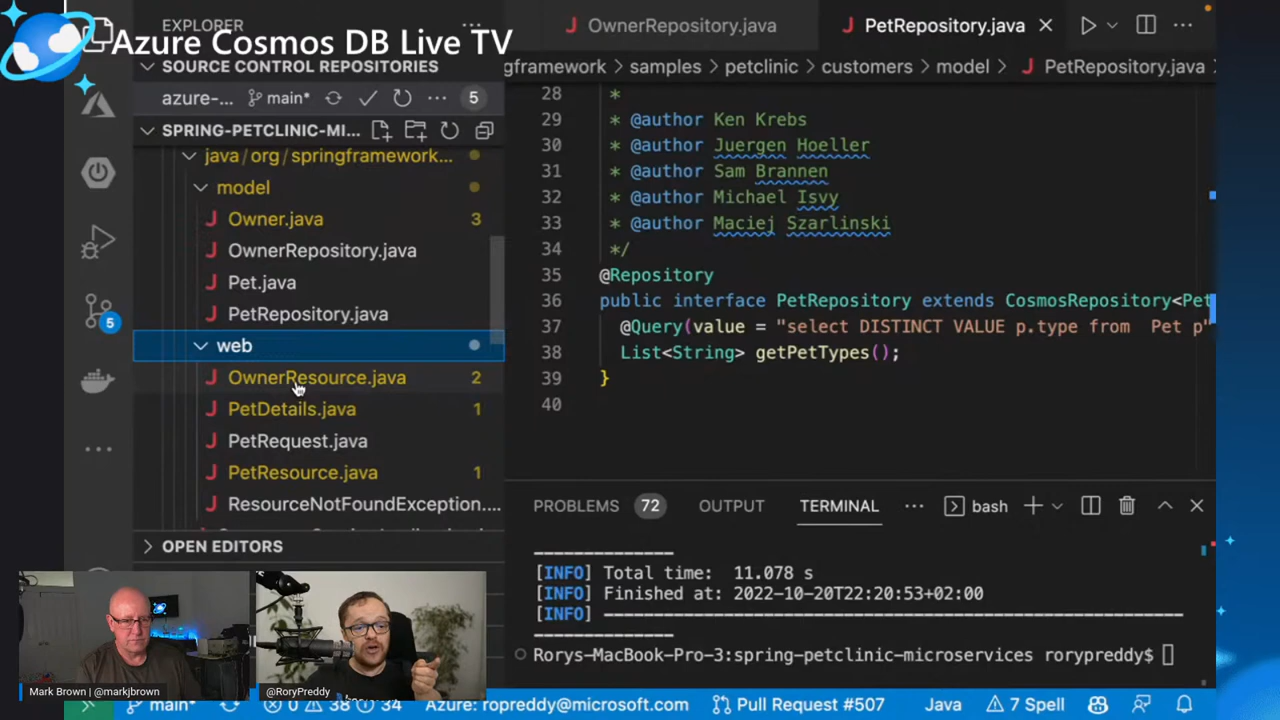 EXPLORER
Azure Cosmos DB Live TV
SOURCE CONTROL REPOSITORIES
azure-... main* 5
SPRING-PETCLINIC-MI...
java/org/springframework...
model
Owner.java 3
OwnerRepository.java
Pet.java
PetRepository.java
web
OwnerResource.java 2
PetDetails.java 1
PetRequest.java
PetResource.java 1
ResourceNotFoundException....
OPEN EDITORS
5
OwnerRepository.java
PetRepository.java
gframework > samples > petclinic > customers > model > PetRepository.java
28 *
29 * @author Ken Krebs
30 * @author Juergen Hoeller
31 * @author Sam Brannen
32 * @author Michael Isvy
33 * @author Maciej Szarlinski
34 */
35 @Repository
36 public interface PetRepository extends CosmosRepository<Pet
37 @Query(value = "select DISTINCT VALUE p.type from Pet p"
38 List<String> getPetTypes();
39 }
40
PROBLEMS 72 OUTPUT TERMINAL ... bash
[INFO] Total time: 11.078 s
[INFO] Finished at: 2022-10-20T22:20:53+02:00
[INFO] ------------------------------------------------------------------------
Rorys-MacBook-Pro-3:spring-petclinic-microservices rorypreddy$
Mark Brown | @markjbrown
@RoryPreddy
main* 0 38 34 Azure: ropreddy@microsoft.com Pull Request #507 Java 7 Spell